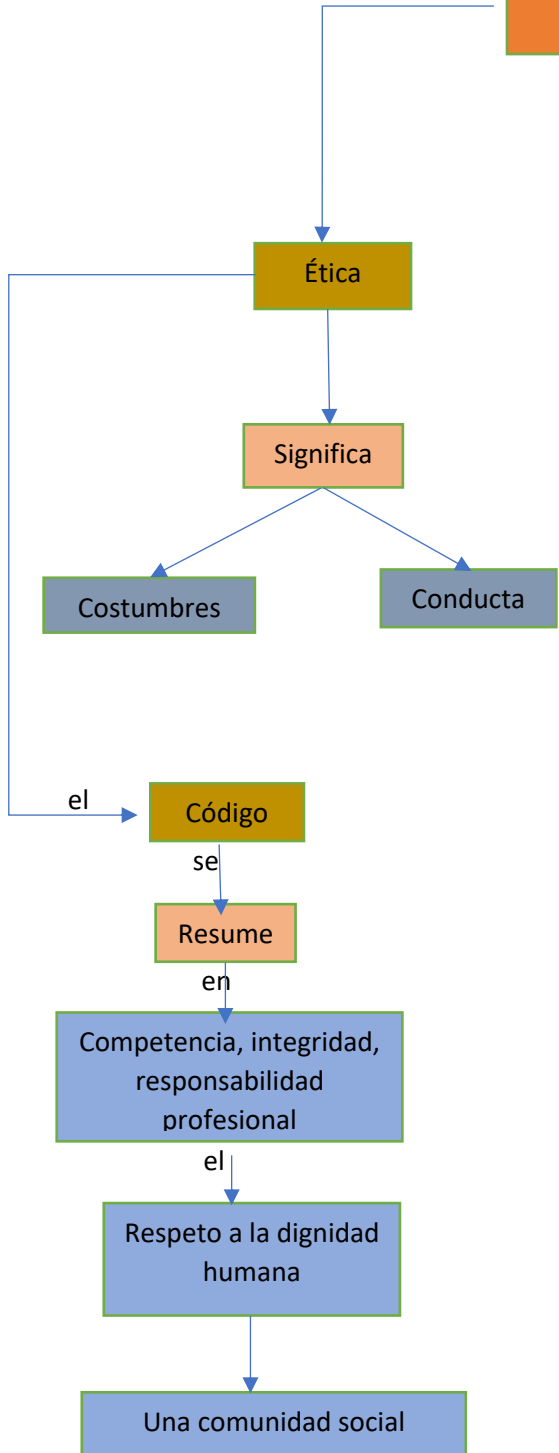 Ética
Significa
Costumbres
Conducta
el
Código
se
Resume
en
Competencia, integridad,
responsabilidad
profesional
el
Respeto a la dignidad
humana
Una comunidad social